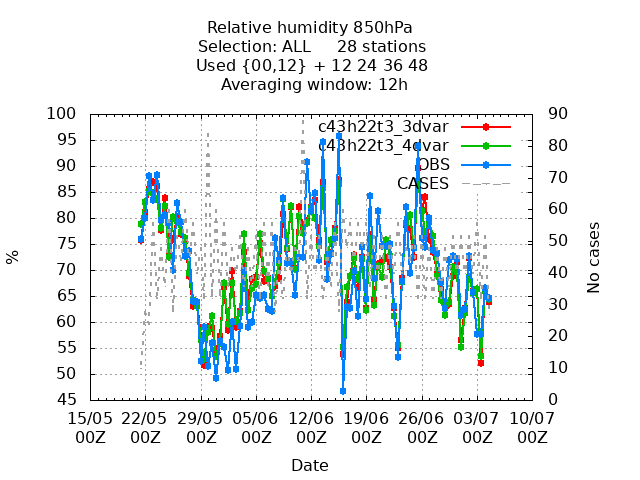 Relative humidity 850hPa
Selection: ALL 28 stations
Used {00,12} + 12 24 36 48
Averaging window: 12h
c43h22t3_3dvar
c43h22t3_4dvar
OBS
CASES
%
100
95
90
85
80
75
70
65
60
55
50
45
No cases
90
80
70
60
50
40
30
20
10
0
15/05 22/05 29/05 05/06 12/06 19/06 26/06 03/07 10/07
00Z 00Z 00Z 00Z 00Z 00Z 00Z 00Z 00Z
Date